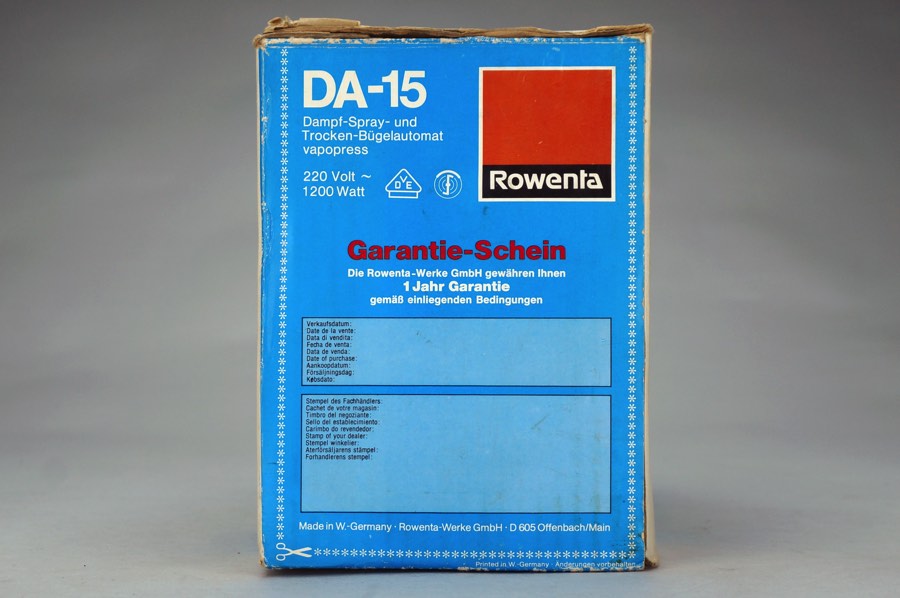 DA-15
Dampf-Spray- und
Trocken-Bügelautomat
vapopress
220 Volt ~
1200 Watt
DVE
Rowenta
Garantie-Schein
Die Rowenta-Werke GmbH gewähren Ihnen
1 Jahr Garantie
gemäß einliegenden Bedingungen
Verkaufsdatum:
Date de la vente:
Data di vendita:
Fecha de venta:
Data de venda:
Date of purchase:
Aankoopdatum:
Försäljningsdag:
Købsdato:
Stempel des Fachhändlers:
Cachet de votre magasin:
Timbro del negoziante:
Sello del establecimiento:
Carimbo do revendedor:
Stamp of your dealer:
Stempel winkelier:
Aterförsäljarens stämpel:
Forhandlerens stempel:
Made in W.-Germany · Rowenta-Werke GmbH · D 605 Offenbach/Main
Printed in W.-Germany · Änderungen vorbehalten